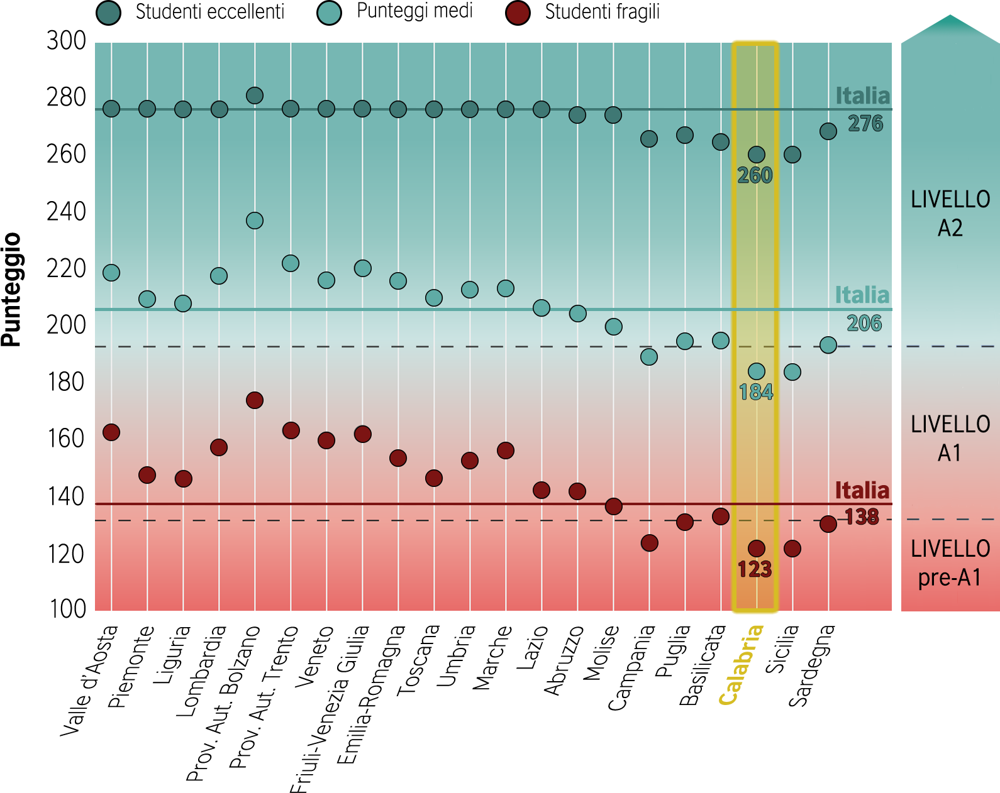 Studenti eccellenti
Punteggi medi
Studenti fragili
Punteggio
300
280
260
240
220
200
180
160
140
120
100
Italia
276
260
Italia
206
184
Italia
138
123
LIVELLO
A2
LIVELLO
A1
LIVELLO
pre-A1
Valle d'Aosta
Piemonte
Liguria
Lombardia
Prov. Aut. Bolzano
Prov. Aut. Trento
Veneto
Friuli-Venezia Giulia
Emilia-Romagna
Toscana
Umbria
Marche
Lazio
Abruzzo
Molise
Campania
Puglia
Basilicata
Calabria
Sicilia
Sardegna